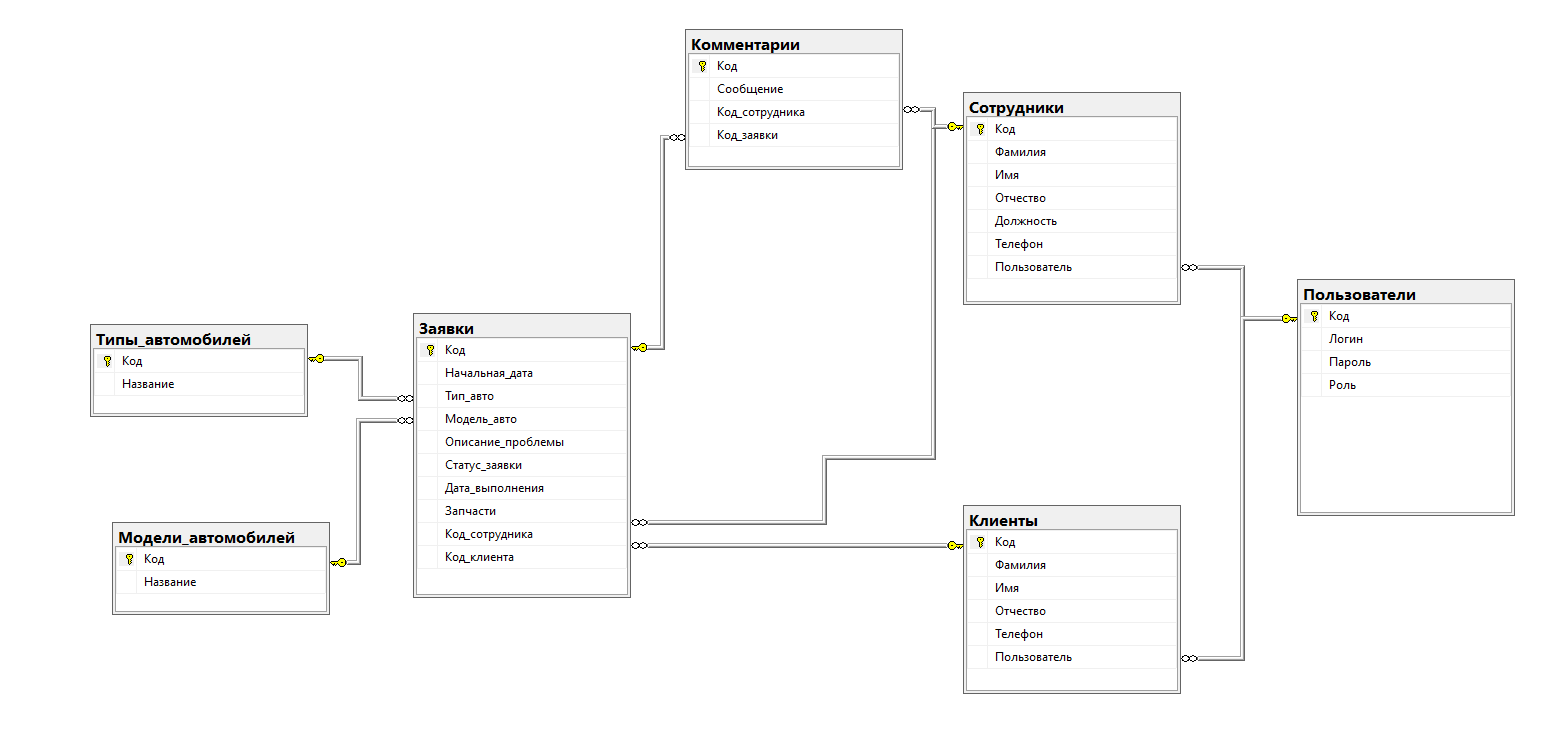 Комментарии
Код
Сообщение
Код_сотрудника
Код_заявки
Сотрудники
Код
Фамилия
Имя
Отчество
Должность
Телефон
Пользователь
Пользователи
Код
Логин
Пароль
Роль
Типы_автомобилей
Код
Название
Заявки
Код
Начальная_дата
Тип_авто
Модель_авто
Описание_проблемы
Статус_заявки
Дата_выполнения
Запчасти
Код_сотрудника
Код_клиента
Модели_автомобилей
Код
Название
Клиенты
Код
Фамилия
Имя
Отчество
Телефон
Пользователь